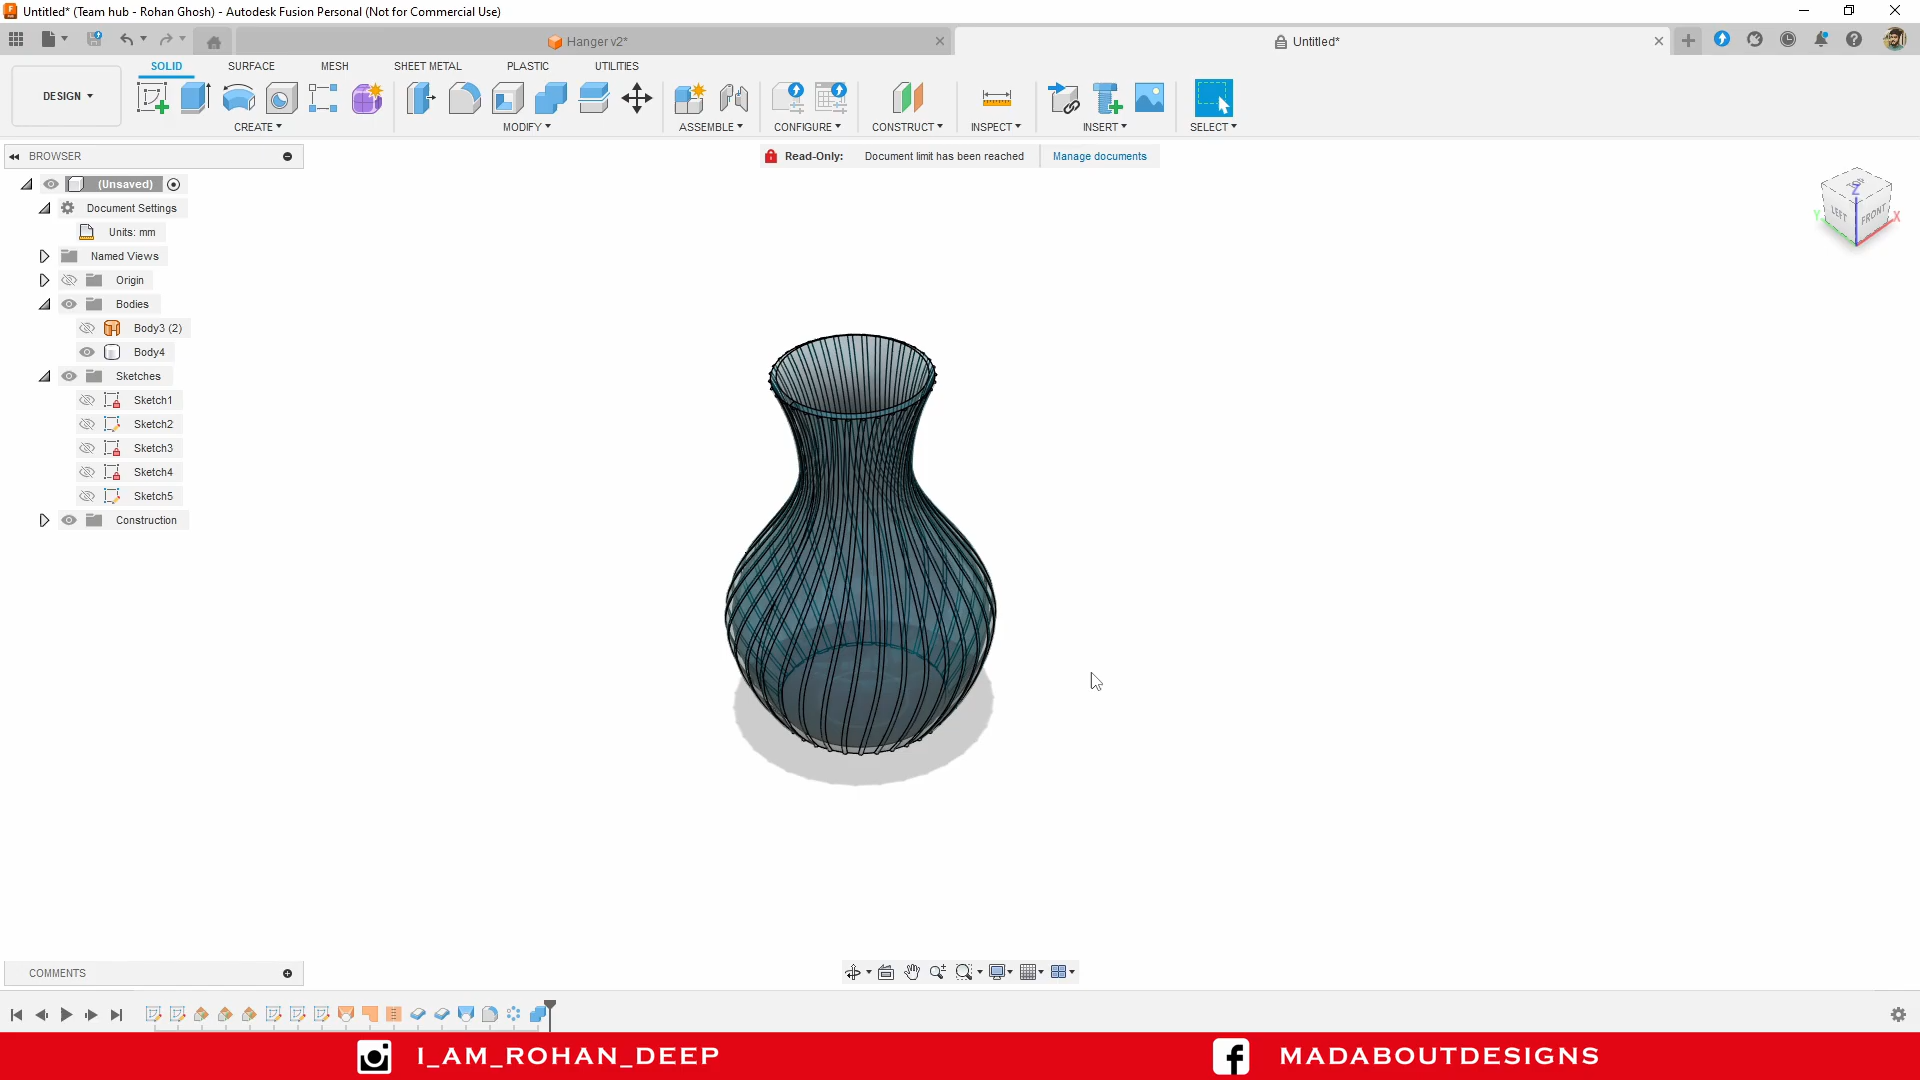 Untitled* (Team hub - Rohan Ghosh) - Autodesk Fusion Personal (Not for Commercial Use)
Hanger v2*
Untitled*
SOLID
SURFACE
MESH
SHEET METAL
PLASTIC
UTILITIES
DESIGN
CREATE
MODIFY
ASSEMBLE
CONFIGURE
CONSTRUCT
INSPECT
INSERT
SELECT
BROWSER
Read-Only: Document limit has been reached Manage documents
(Unsaved)
Document Settings
Units: mm
Named Views
Origin
Bodies
Body3 (2)
Body4
Sketches
Sketch1
Sketch2
Sketch3
Sketch4
Sketch5
Construction
TOP
Z
LEFT
FRONT
Y
X
COMMENTS
I_AM_ROHAN_DEEP
MADABOUTDESIGNS